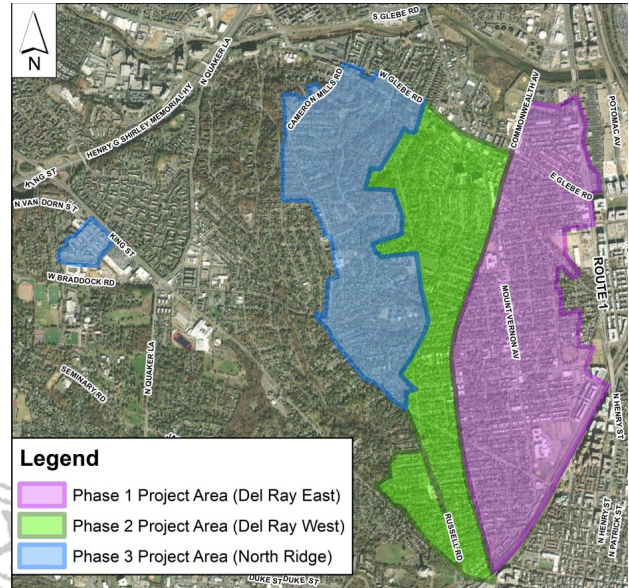 S GLEBE RD
N QUAKER LA
W GLEBE RD
CAMERON MILLS RD
COMMONWEALTH AV
POTOMAC AV
HENRY G SHIRLEY MEMORIAL HY
KING ST
E GLEBE RD
N VAN DORN ST
KING ST
ROUTE 1
W BRADDOCK RD
MOUNT VERNON AV
SEMINARY RD
N QUAKER LA
N HENRY ST
RUSSELL RD
N HENRY ST
N PATRICK ST
DUKE ST
DUKE ST
N
Legend
Phase 1 Project Area (Del Ray East)
Phase 2 Project Area (Del Ray West)
Phase 3 Project Area (North Ridge)